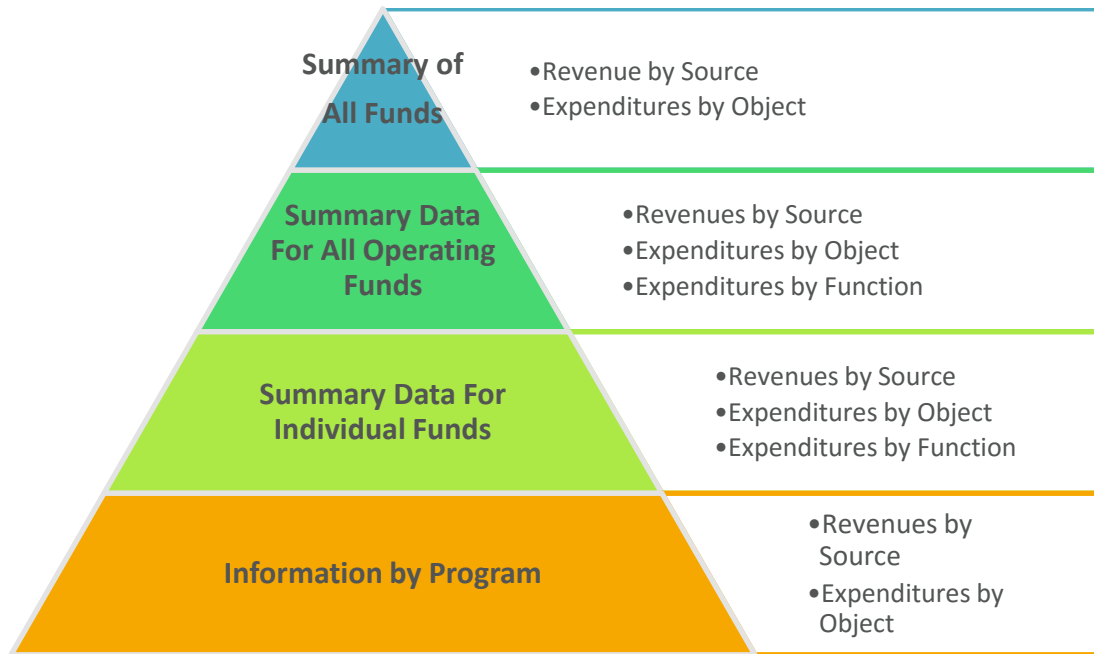 Summary of
All Funds
•Revenue by Source
•Expenditures by Object
Summary Data
For All Operating
Funds
•Revenues by Source
•Expenditures by Object
•Expenditures by Function
Summary Data For
Individual Funds
•Revenues by Source
•Expenditures by Object
•Expenditures by Function
Information by Program
•Revenues by
Source
•Expenditures by
Object